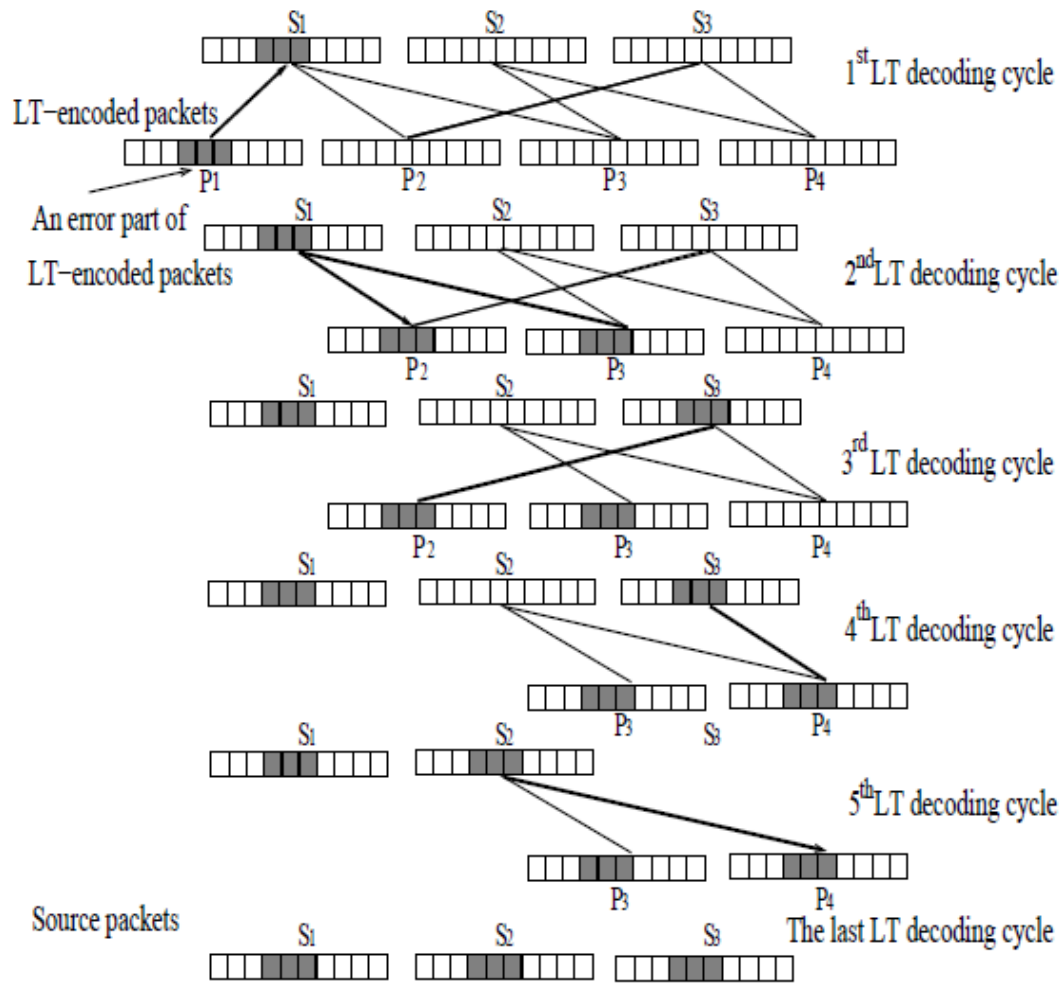 S1 S2 S3
1st LT decoding cycle
LT-encoded packets
P1 P2 P3 P4
An error part of
LT-encoded packets
S1 S2 S3
2nd LT decoding cycle
P2 P3 P4
S1 S2 S3
3rd LT decoding cycle
P2 P3 P4
S1 S2 S3
4th LT decoding cycle
P3 S3 P4
S1 S2
5th LT decoding cycle
P3 P4
Source packets
The last LT decoding cycle
S1 S2 S3